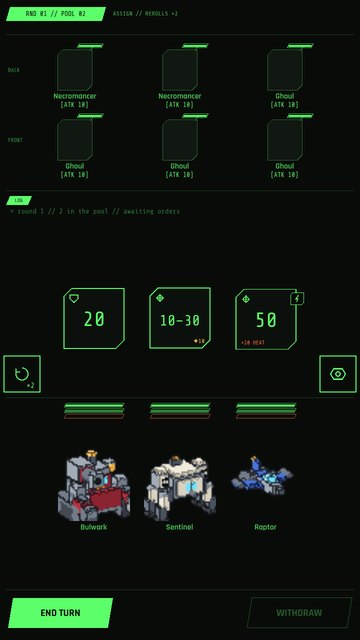 RND 01 // POOL 02
ASSIGN // REROLLS ×2
BACK
Necromancer
[ATK 10]
Necromancer
[ATK 10]
Ghoul
[ATK 10]
FRONT
Ghoul
[ATK 10]
Ghoul
[ATK 10]
Ghoul
[ATK 10]
LOG
> round 1 // 2 in the pool // awaiting orders
20
10–30
+10
50
+20 HEAT
×2
Bulwark
Sentinel
Raptor
END TURN
WITHDRAW